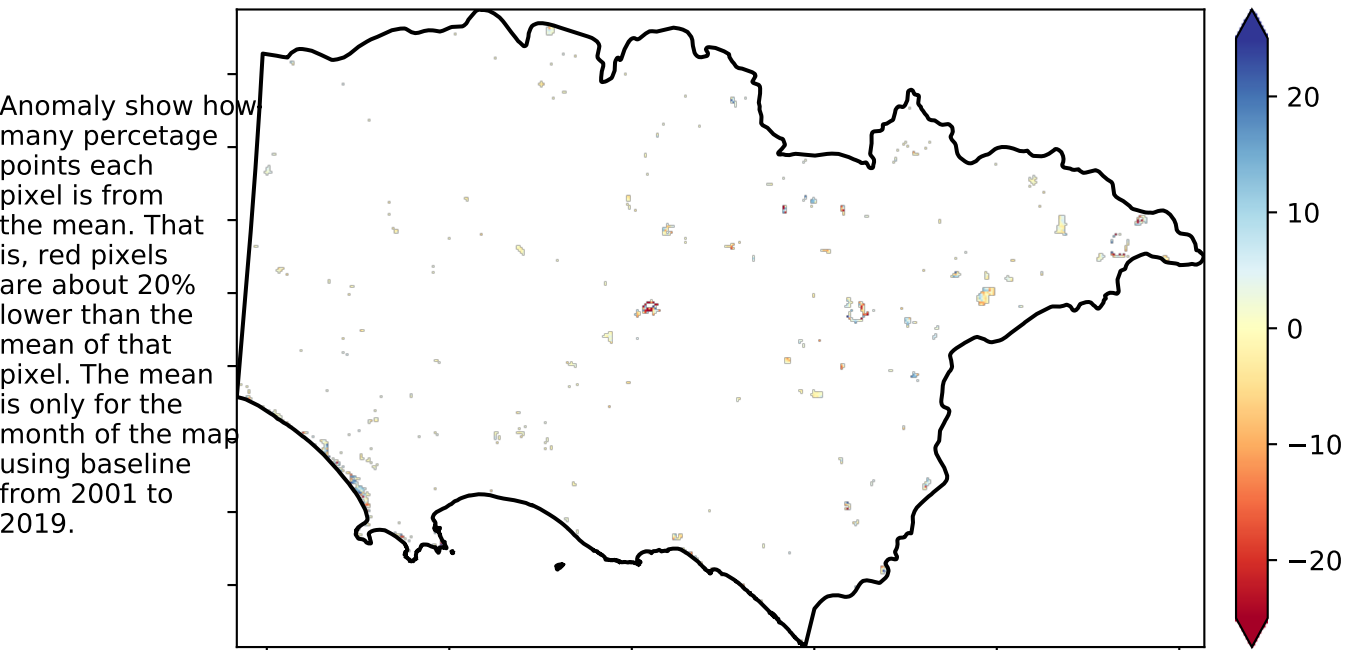 Anomaly show how
many percetage
points each
pixel is from
the mean. That
is, red pixels
are about 20%
lower than the
mean of that
pixel. The mean
is only for the
month of the map
using baseline
from 2001 to
2019.
20
10
0
−10
−20